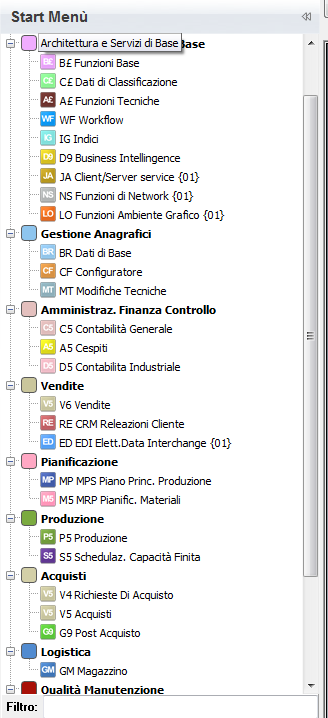 Start Menù
Architettura e Servizi di Base Base
B£ B£ Funzioni Base
C£ C£ Dati di Classificazione
A£ A£ Funzioni Tecniche
WF WF Workflow
IG IG Indici
D9 D9 Business Intellingence
JA JA Client/Server service {01}
NS NS Funzioni di Network {01}
LO LO Funzioni Ambiente Grafico {01}
Gestione Anagrafici
BR BR Dati di Base
CF CF Configuratore
MT MT Modifiche Tecniche
Amministraz. Finanza Controllo
C5 C5 Contabilità Generale
A5 A5 Cespiti
D5 D5 Contabilita Industriale
Vendite
V5 V6 Vendite
RE RE CRM Releazioni Cliente
ED ED EDI Elett.Data Interchange {01}
Pianificazione
MP MP MPS Piano Princ. Produzione
M5 M5 MRP Pianific. Materiali
Produzione
P5 P5 Produzione
S5 S5 Schedulaz. Capacità Finita
Acquisti
V5 V4 Richieste Di Acquisto
V5 V5 Acquisti
G9 G9 Post Acquisto
Logistica
GM GM Magazzino
Qualità Manutenzione
Filtro: